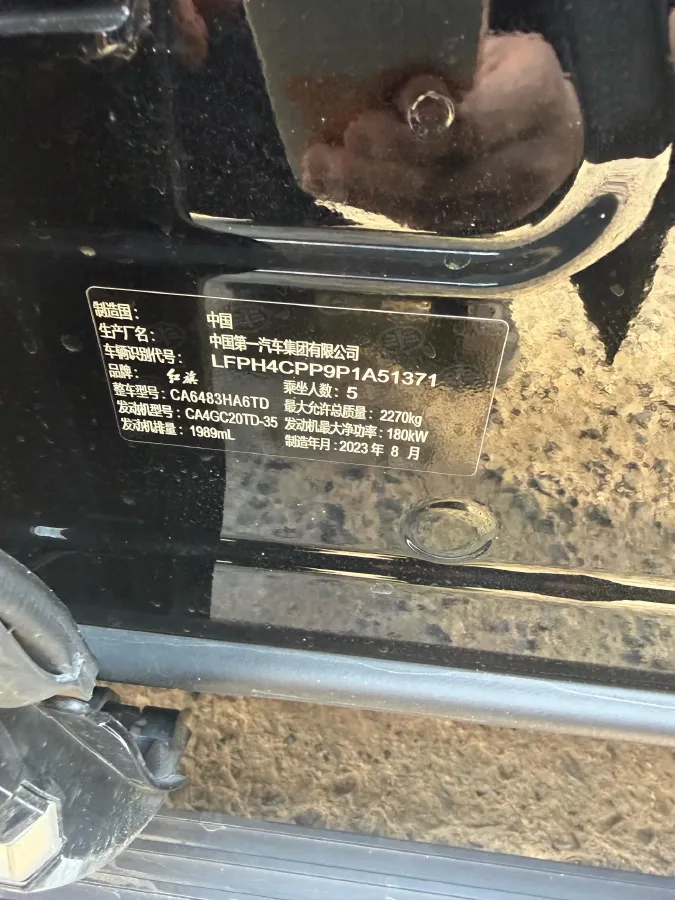 制造国: 中国
生产厂名: 中国第一汽车集团有限公司
车辆识别代号: LFPH4CPP9P1A51371
品牌: 红旗 乘坐人数: 5
整车型号: CA6483HA6TD 最大允许总质量: 2270kg
发动机型号: CA4GC20TD-35 发动机最大净功率: 180kW
发动机排量: 1989mL 制造年月: 2023 年 8 月